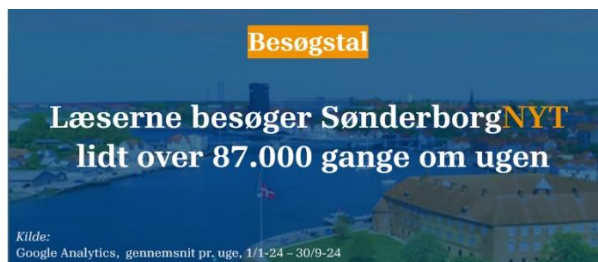 Besøgstal
Læserne besøger SønderborgNYT
lidt over 87.000 gange om ugen
Kilde:
Google Analytics, gennemsnit pr. uge, 1/1-24 – 30/9-24